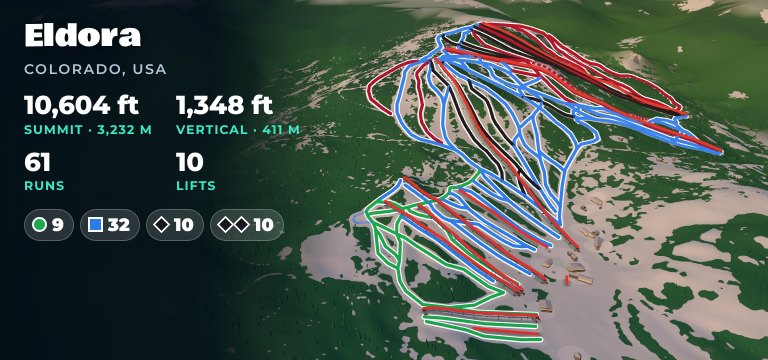 Eldora
COLORADO, USA
10,604 ft
SUMMIT · 3,232 M
1,348 ft
VERTICAL · 411 M
61
RUNS
10
LIFTS
9
32
10
10